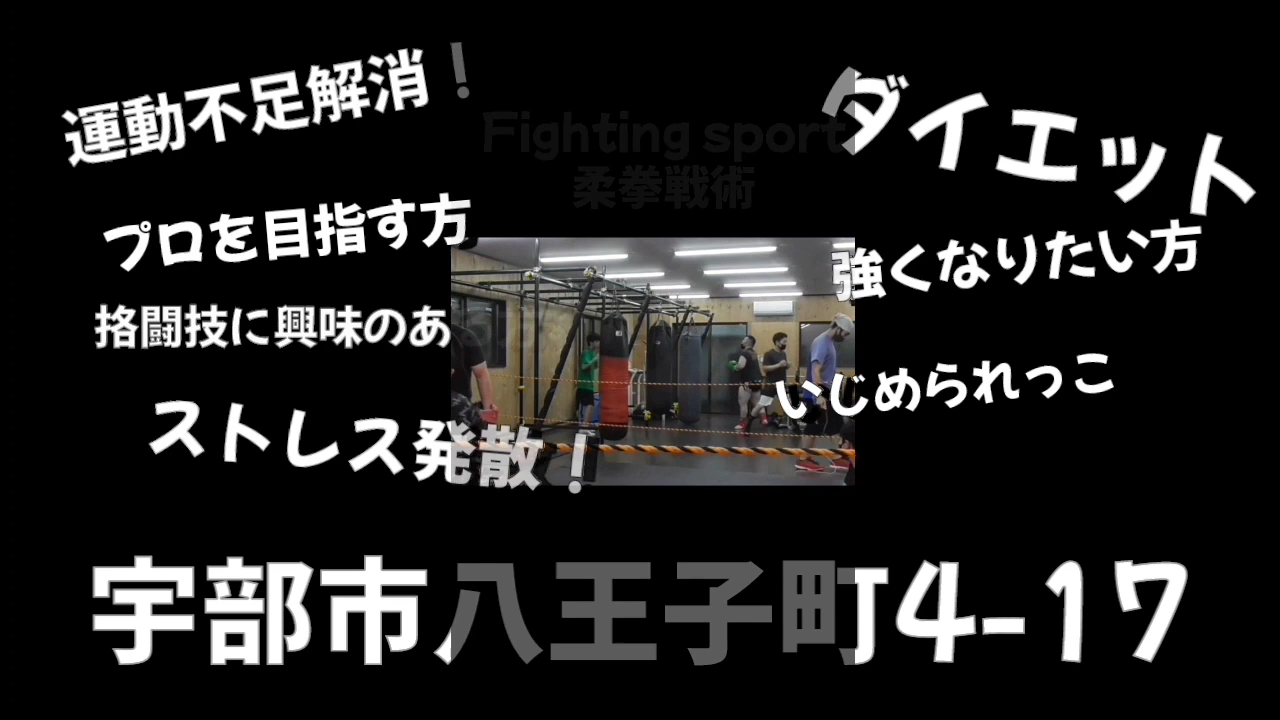 運動不足解消！
ダイエット
Fighting sport
柔拳戦術
プロを目指す方
強くなりたい方
格闘技に興味のある方
いじめられっこ
ストレス発散！
宇部市八王子町4-17